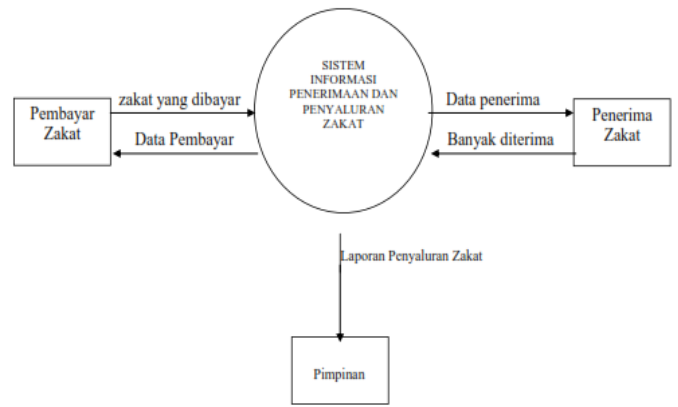 SISTEM
INFORMASI
PENERIMAAN DAN
PENYALURAN
ZAKAT
Pembayar
Zakat
zakat yang dibayar
Data Pembayar
Data penerima
Banyak diterima
Penerima
Zakat
Laporan Penyaluran Zakat
Pimpinan